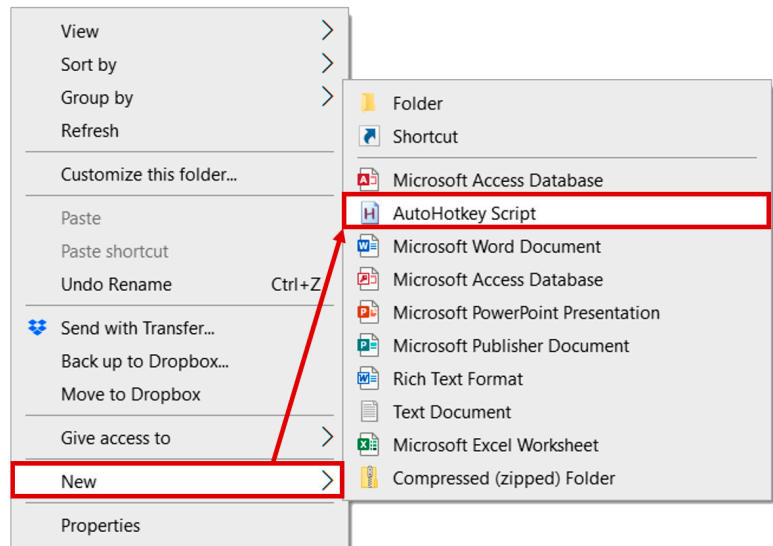 View
Sort by
Group by
Refresh
Customize this folder...
Paste
Paste shortcut
Undo Rename Ctrl+Z
Send with Transfer...
Back up to Dropbox...
Move to Dropbox
Give access to
New
Properties
Folder
Shortcut
Microsoft Access Database
AutoHotkey Script
Microsoft Word Document
Microsoft Access Database
Microsoft PowerPoint Presentation
Microsoft Publisher Document
Rich Text Format
Text Document
Microsoft Excel Worksheet
Compressed (zipped) Folder